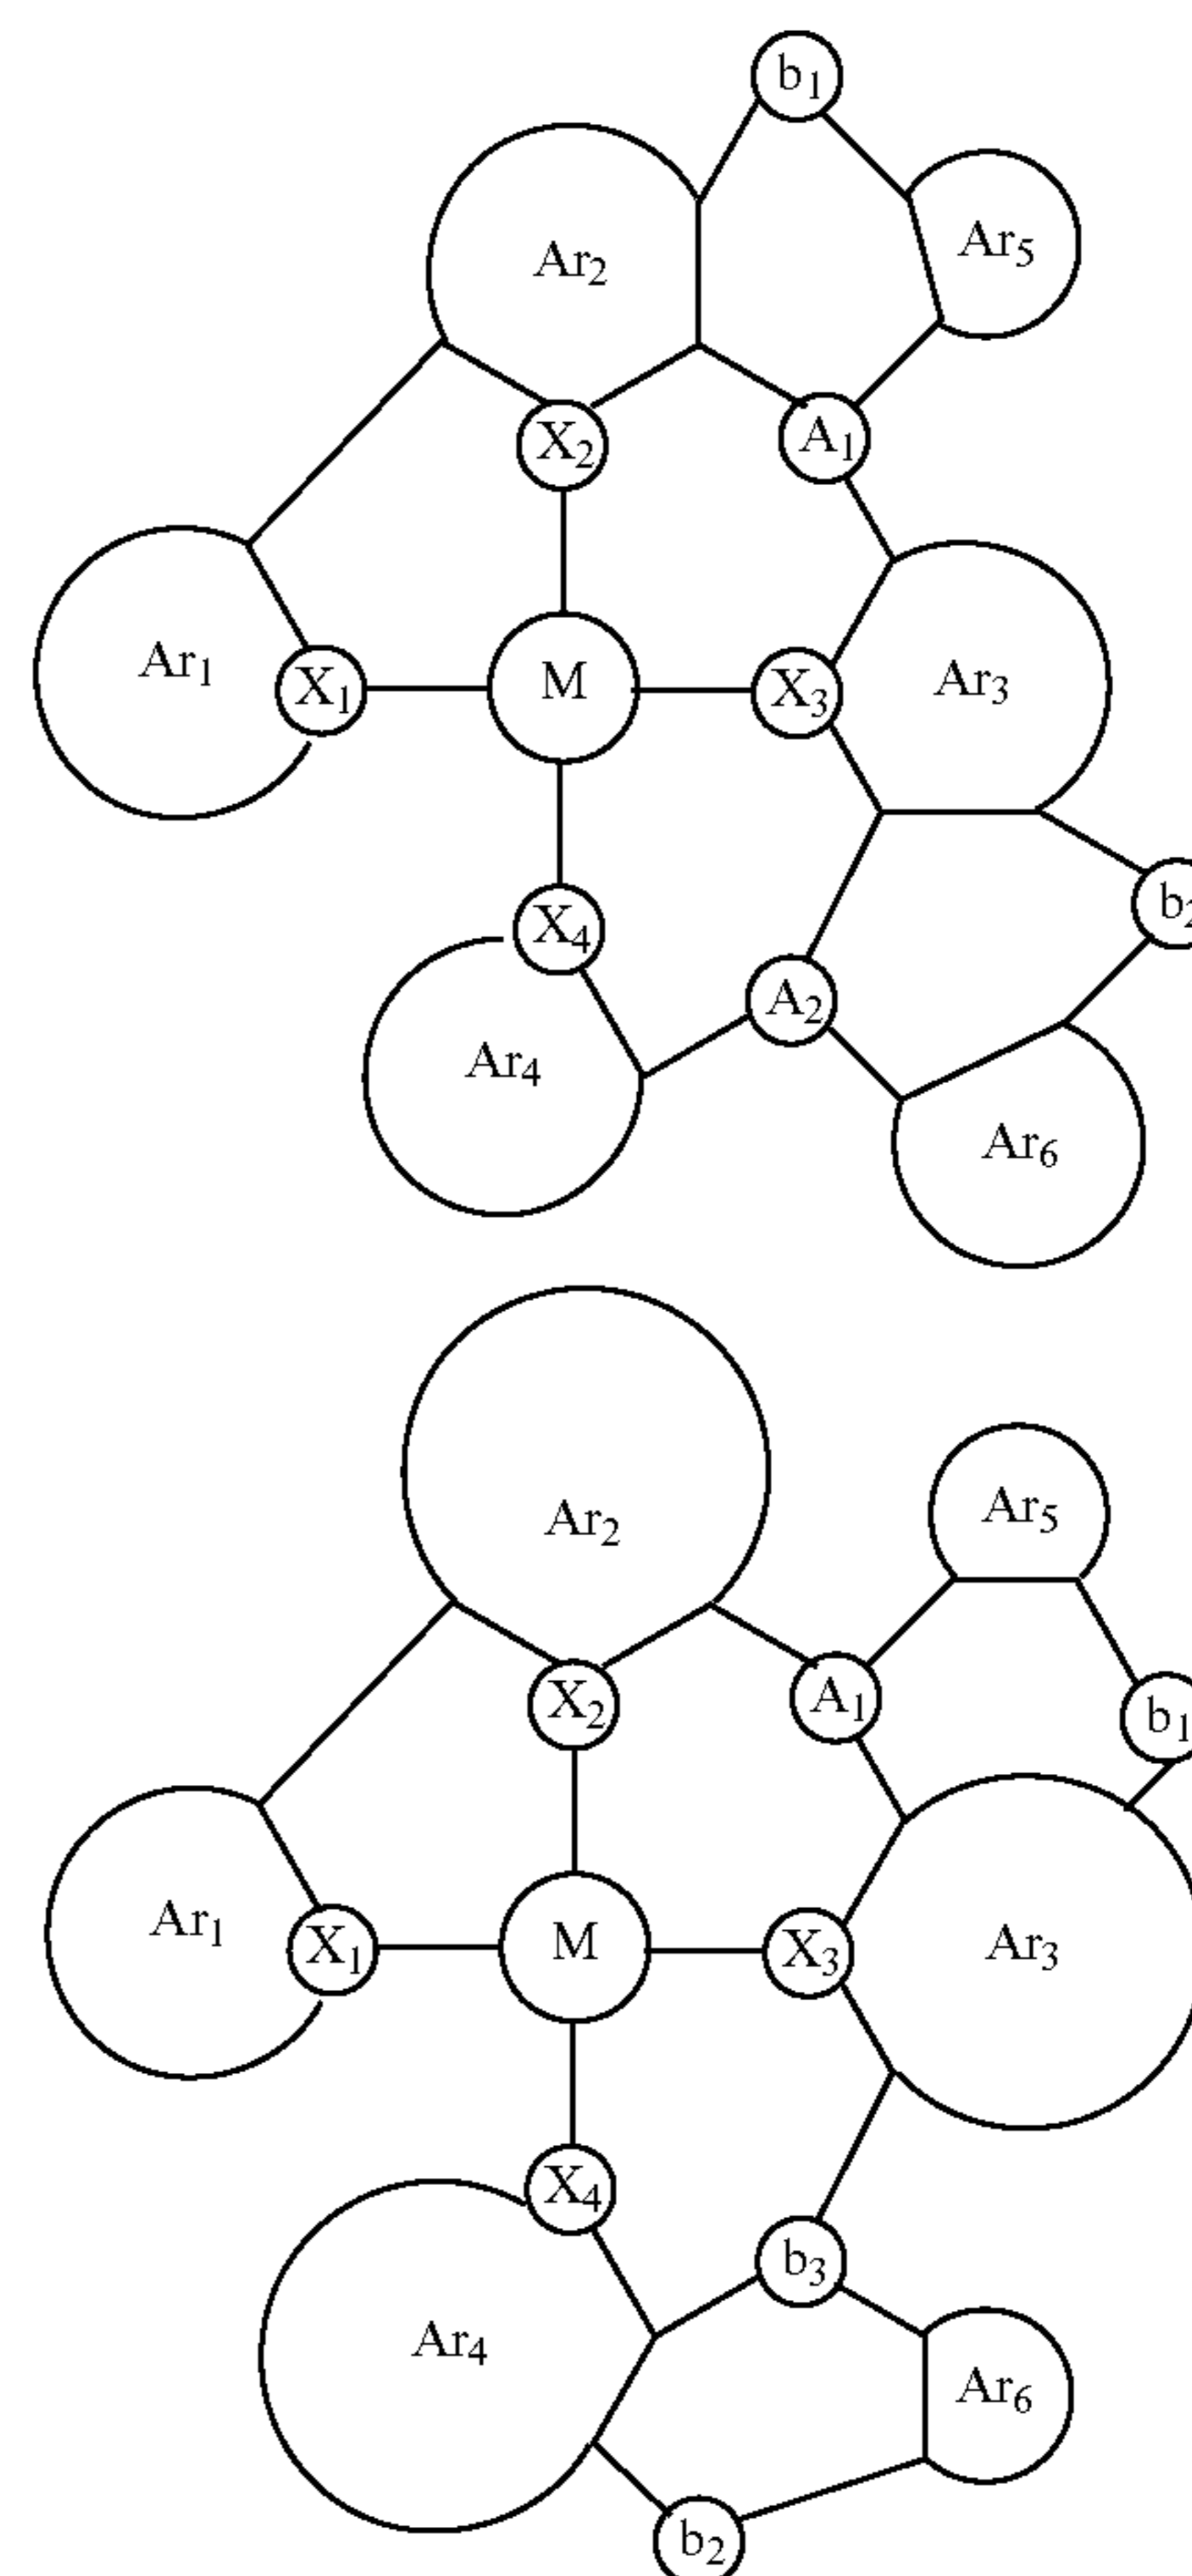 b₁
Ar₂
Ar₅
X₂
A₁
Ar₁
X₁
M
X₃
Ar₃
X₄
b₂
A₂
Ar₄
Ar₆
Ar₂
Ar₅
X₂
A₁
b₁
Ar₁
X₁
M
X₃
Ar₃
X₄
b₃
Ar₄
Ar₆
b₂